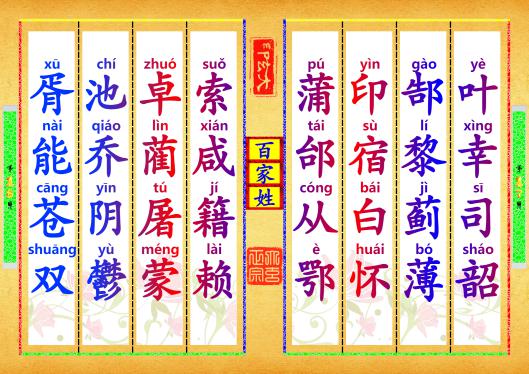 yè xìng sī sháo
叶幸司韶
gào lí jì bó
郜黎蓟薄
yìn sù bái huái
印宿白怀
pú tái cóng è
蒲邰从鄂
百家姓
suǒ xián jí lài
索咸籍赖
zhuó lìn tú méng
卓蔺屠蒙
chí qiáo yīn yù
池乔阴鬱
xū nài cāng shuāng
胥能苍双